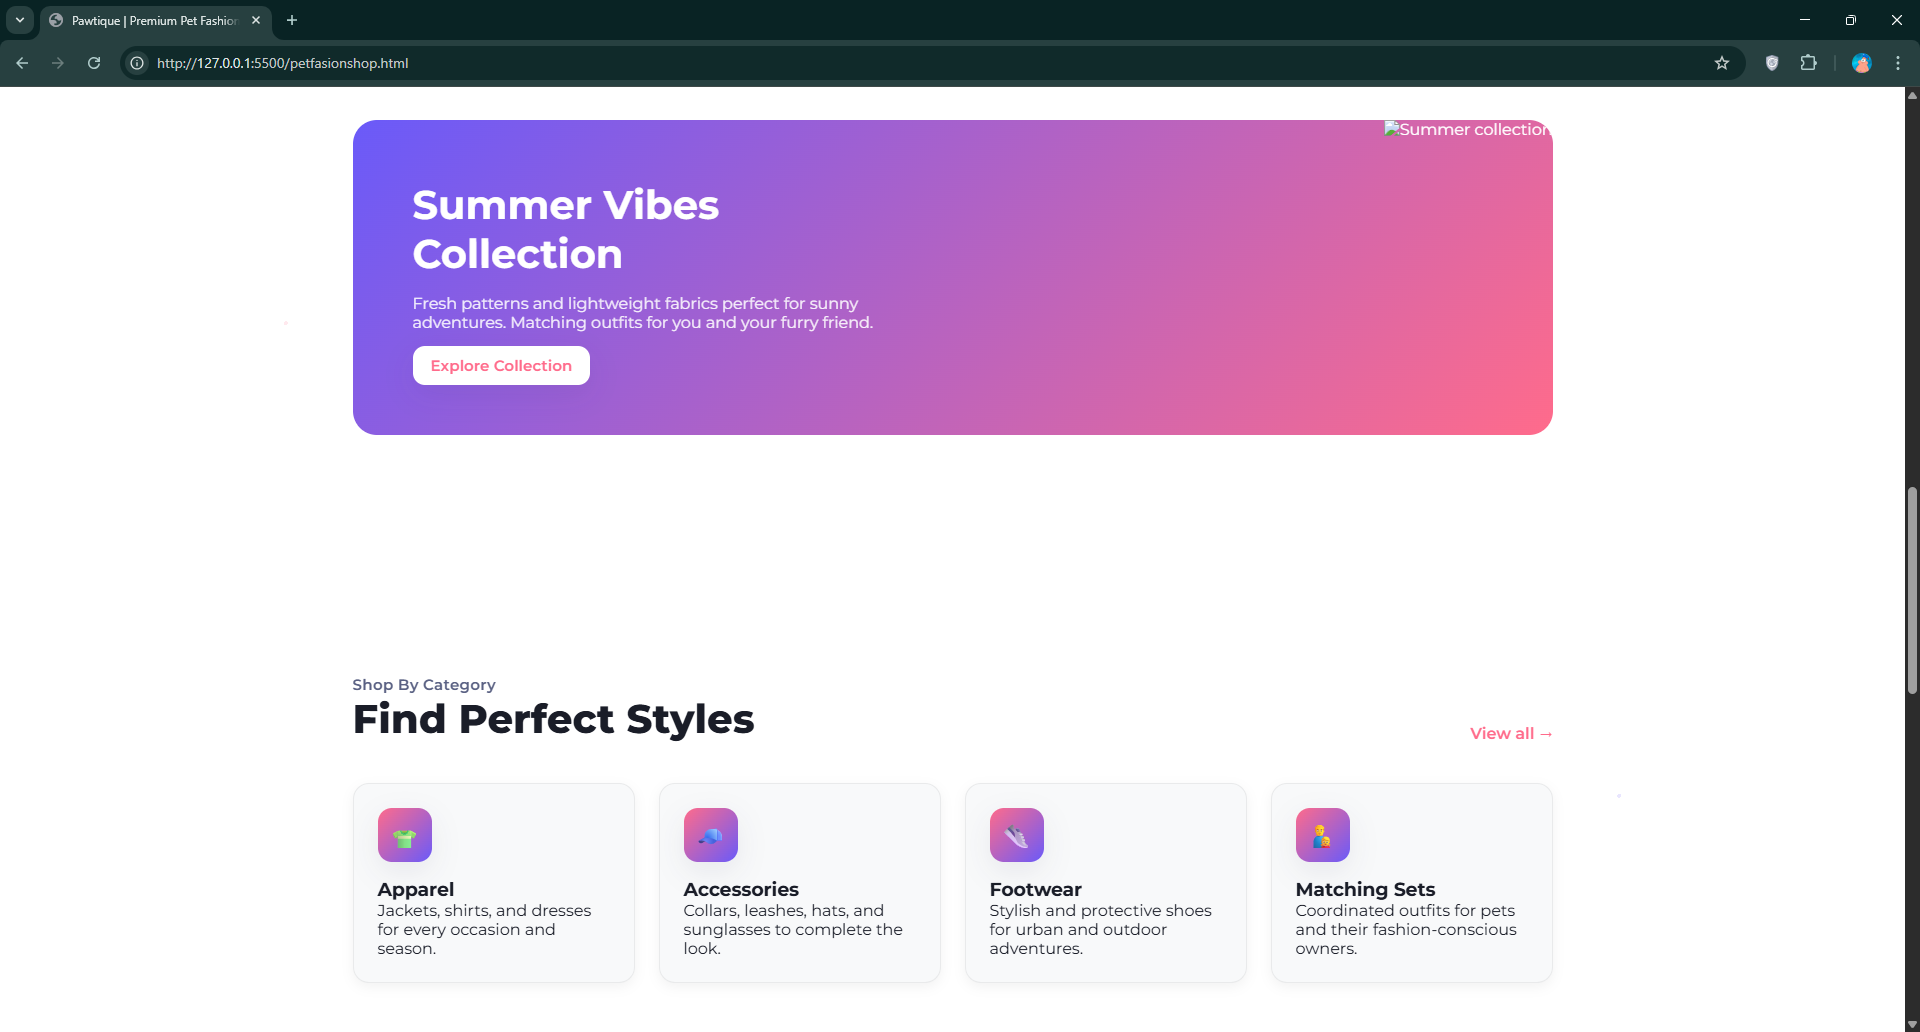 Pawtique | Premium Pet Fashion
http://127.0.0.1:5500/petfasionshop.html
Summer collection
Summer Vibes
Collection
Fresh patterns and lightweight fabrics perfect for sunny
adventures. Matching outfits for you and your furry friend.
Explore Collection
Shop By Category
Find Perfect Styles
View all →
Apparel
Jackets, shirts, and dresses
for every occasion and
season.
Accessories
Collars, leashes, hats, and
sunglasses to complete the
look.
Footwear
Stylish and protective shoes
for urban and outdoor
adventures.
Matching Sets
Coordinated outfits for pets
and their fashion-conscious
owners.